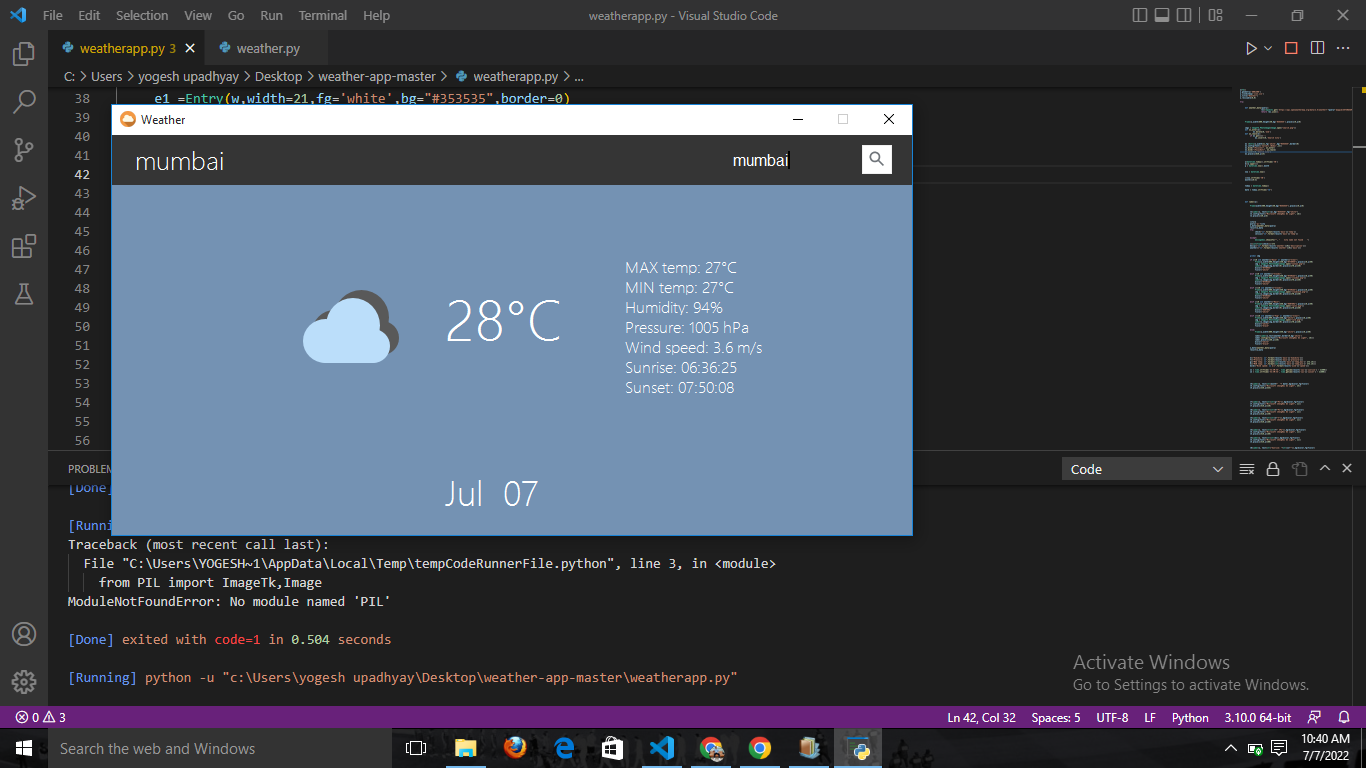 File Edit Selection View Go Run Terminal Help weatherapp.py - Visual Studio Code
weatherapp.py 3 weather.py
C: > Users > yogesh upadhyay > Desktop > weather-app-master > weatherapp.py > ...
38 e1 =Entry(w,width=21,fg='white',bg="#353535",border=0)
39
40
41
42
43
44
45
46
47
48
49
50
51
52
53
54
55
56
Weather
mumbai mumbai
28°C
MAX temp: 27°C
MIN temp: 27°C
Humidity: 94%
Pressure: 1005 hPa
Wind speed: 3.6 m/s
Sunrise: 06:36:25
Sunset: 07:50:08
Jul 07
PROBLEM Code
[Done]
[Runni
Traceback (most recent call last):
File "C:\Users\YOGESH~1\AppData\Local\Temp\tempCodeRunnerFile.python", line 3, in <module>
from PIL import ImageTk,Image
ModuleNotFoundError: No module named 'PIL'
[Done] exited with code=1 in 0.504 seconds
[Running] python -u "c:\Users\yogesh upadhyay\Desktop\weather-app-master\weatherapp.py"
Activate Windows
Go to Settings to activate Windows.
0 3 Ln 42, Col 32 Spaces: 5 UTF-8 LF Python 3.10.0 64-bit
Search the web and Windows
10:40 AM
7/7/2022